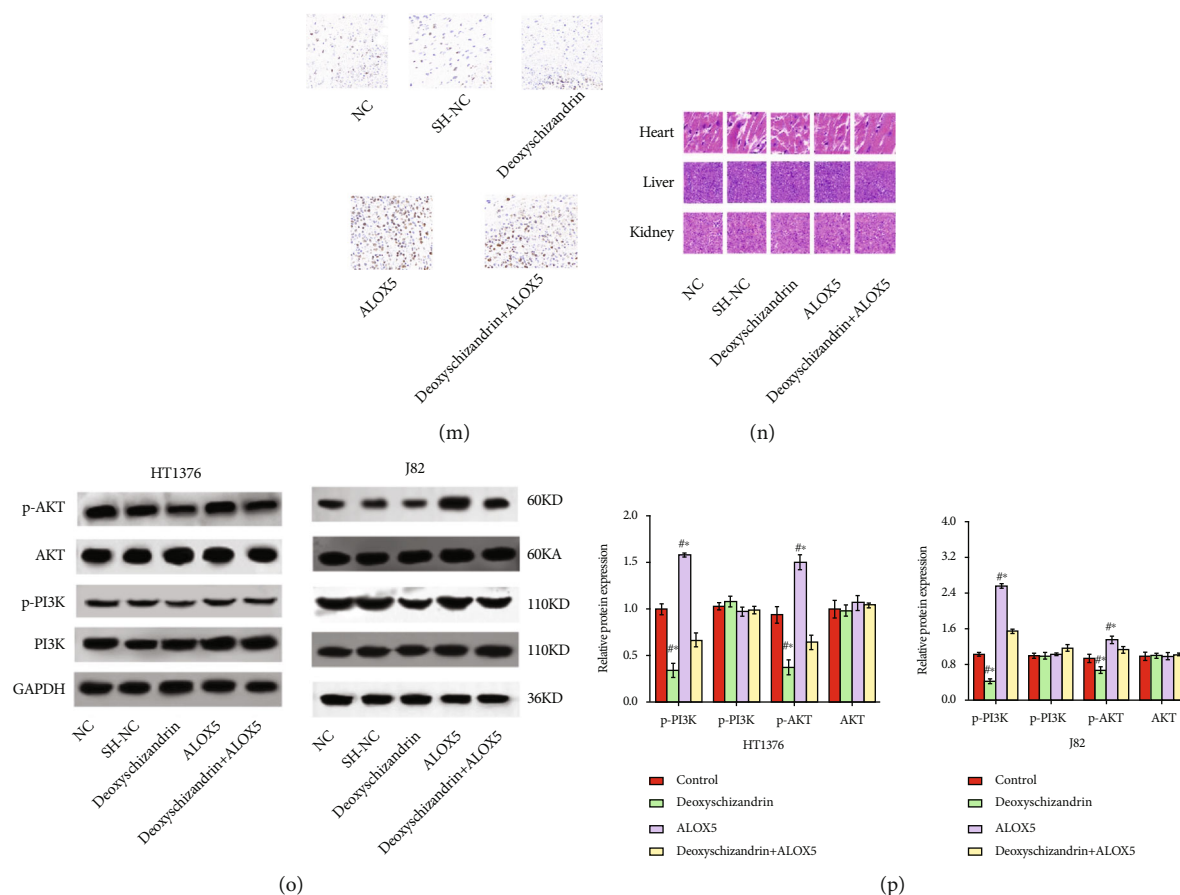 NC
SH-NC
Deoxyschizandrin
ALOX5
Deoxyschizandrin+ALOX5
(m)
Heart
Liver
Kidney
NC
SH-NC
Deoxyschizandrin
ALOX5
Deoxyschizandrin+ALOX5
(n)
HT1376
J82
p-AKT
60KD
AKT
60KA
p-PI3K
110KD
PI3K
110KD
GAPDH
36KD
NC
SH-NC
Deoxyschizandrin
ALOX5
Deoxyschizandrin+ALOX5
NC
SH-NC
Deoxyschizandrin
ALOX5
Deoxyschizandrin+ALOX5
(o)
Relative protein expression
2.0
1.5
1.0
0.5
0.0
#*
#*
#*
#*
p-PI3K
p-PI3K
p-AKT
AKT
HT1376
Control
Deoxyschizandrin
ALOX5
Deoxyschizandrin+ALOX5
Relative protein expression
4.0
3.2
2.4
1.6
0.8
0.0
#*
#*
#*
#*
p-PI3K
p-PI3K
p-AKT
AKT
J82
Control
Deoxyschizandrin
ALOX5
Deoxyschizandrin+ALOX5
(p)